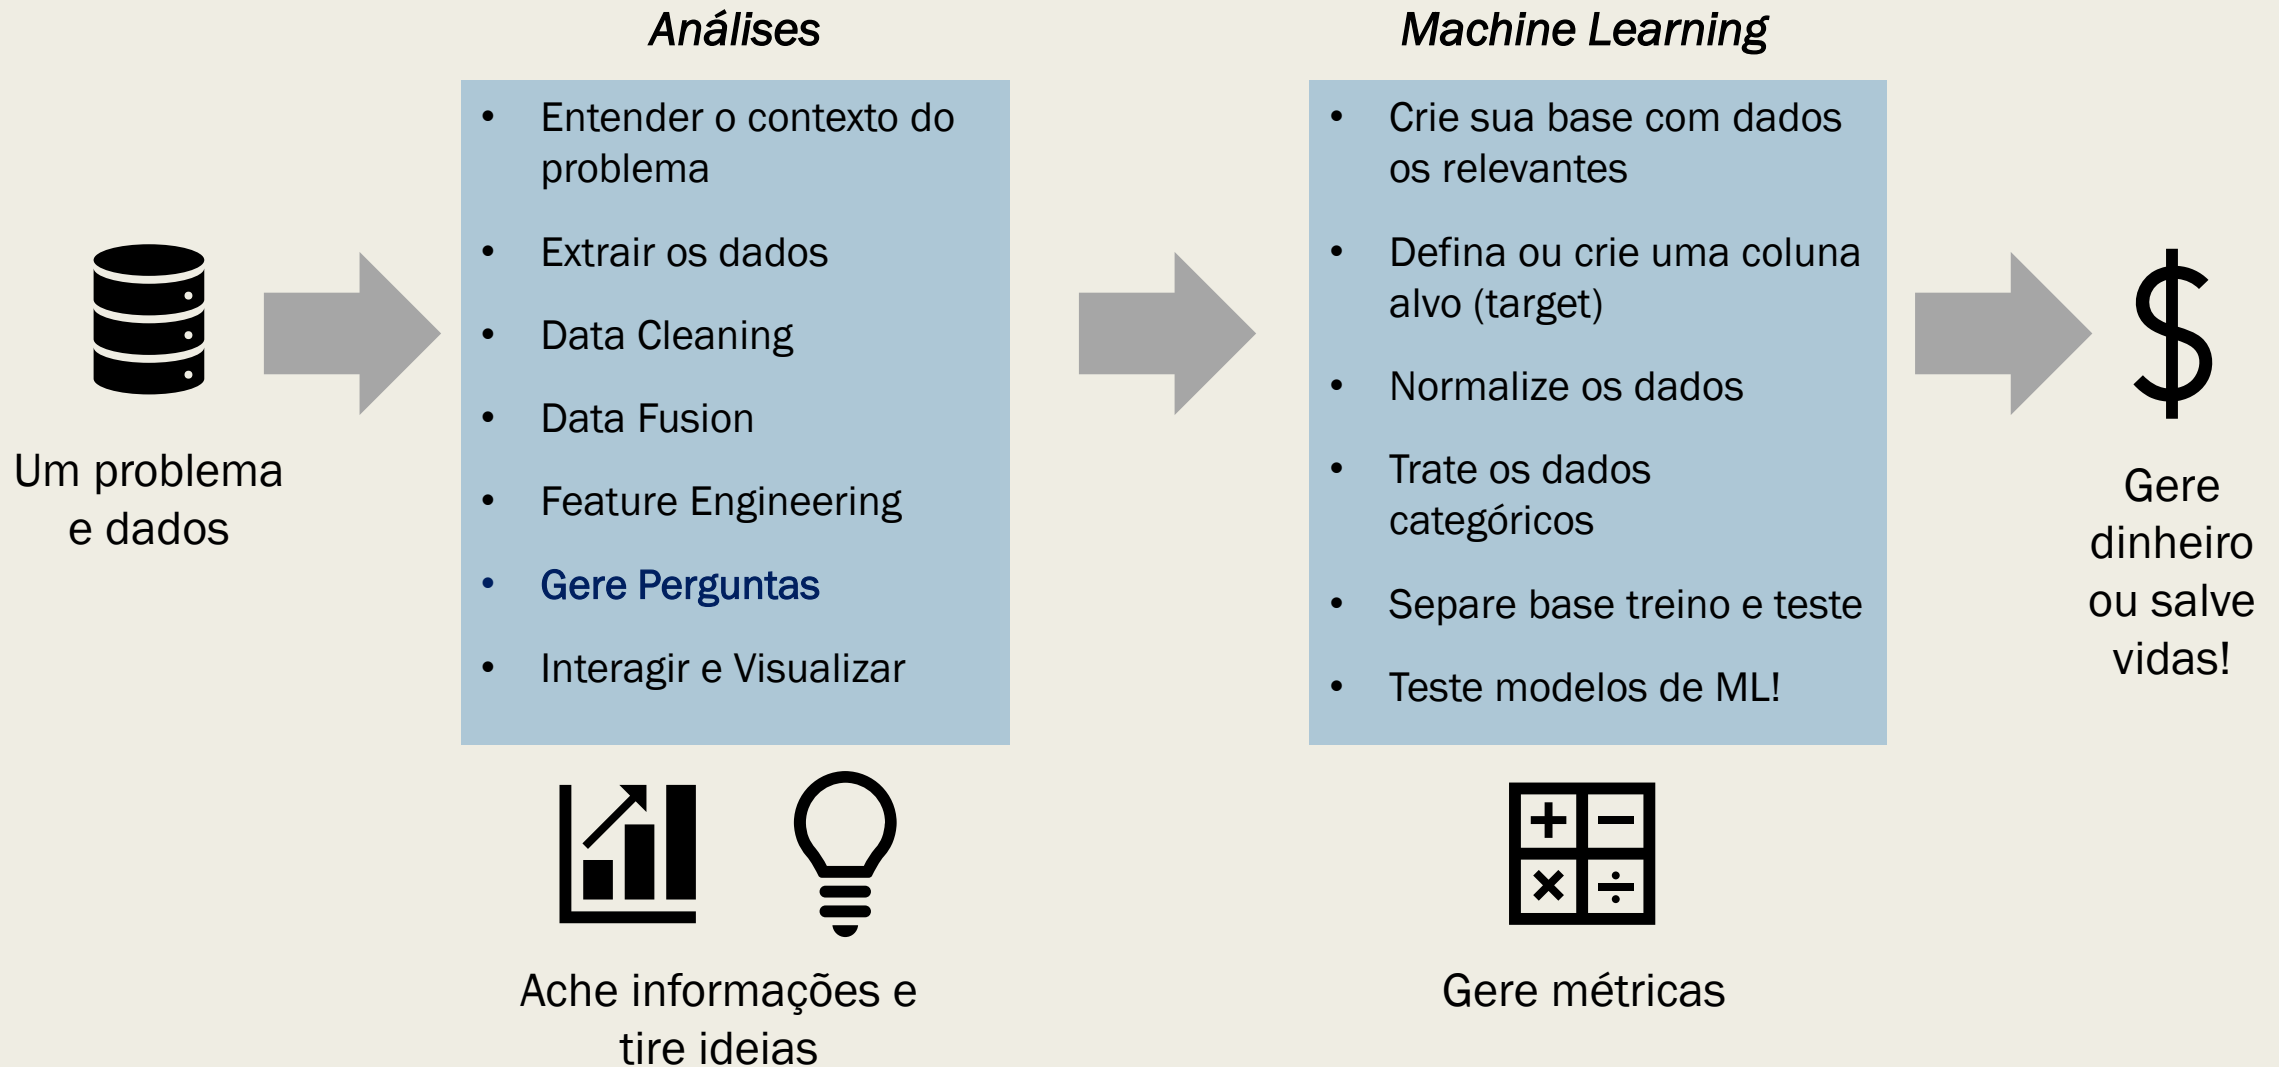 Análises
Machine Learning
Um problema
e dados
• Entender o contexto do
problema
• Extrair os dados
• Data Cleaning
• Data Fusion
• Feature Engineering
• Gere Perguntas
• Interagir e Visualizar
Ache informações e
tire ideias
• Crie sua base com dados
os relevantes
• Defina ou crie uma coluna
alvo (target)
• Normalize os dados
• Trate os dados
categóricos
• Separe base treino e teste
• Teste modelos de ML!
Gere métricas
Gere
dinheiro
ou salve
vidas!